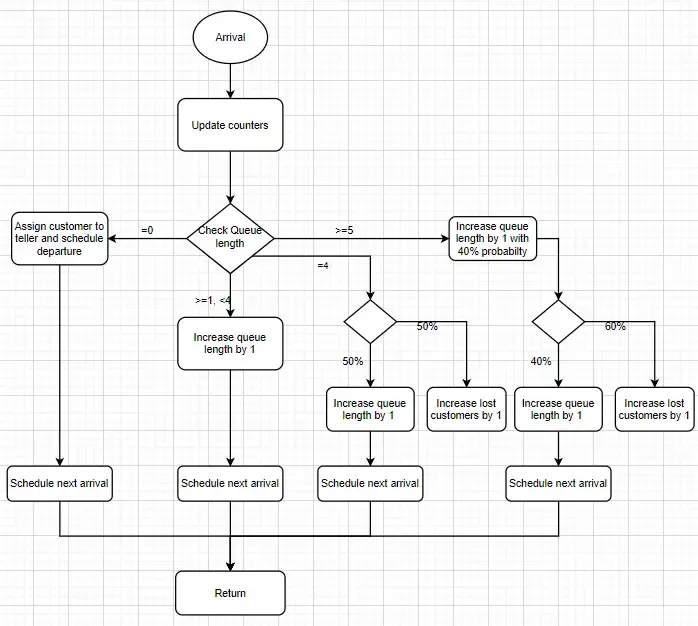 Arrival
Update counters
Assign customer to
teller and schedule
departure
=0
Check Queue
length
>=5
Increase queue
length by 1 with
40% probabilty
=4
>=1, <4
Increase queue
length by 1
50%
60%
50%
40%
Increase queue
length by 1
Increase lost
customers by 1
Increase queue
length by 1
Increase lost
customers by 1
Schedule next arrival
Schedule next arrival
Schedule next arrival
Schedule next arrival
Return